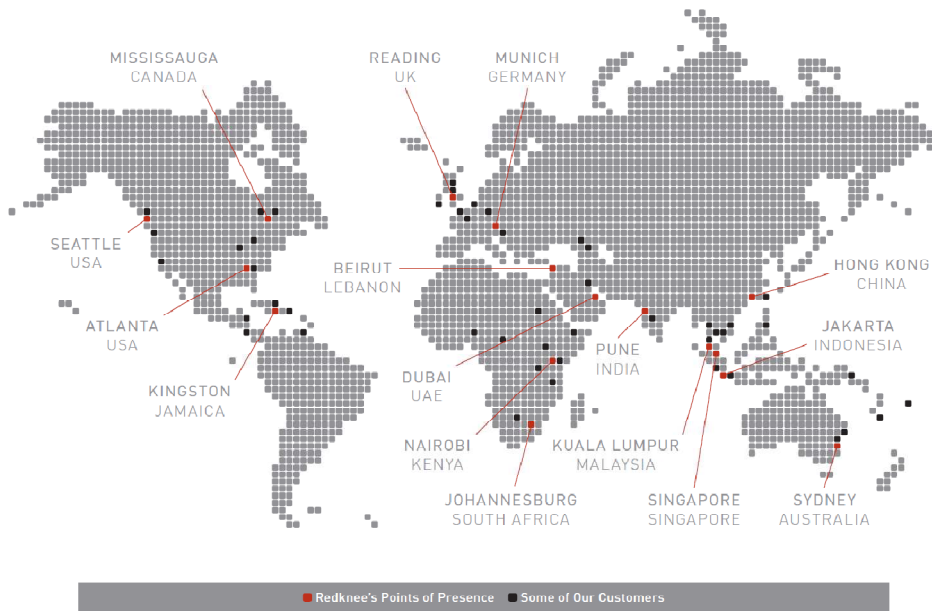 MISSISSAUGA
CANADA
READING
UK
MUNICH
GERMANY
SEATTLE
USA
BEIRUT
LEBANON
HONG KONG
CHINA
ATLANTA
USA
JAKARTA
INDONESIA
PUNE
INDIA
DUBAI
UAE
KINGSTON
JAMAICA
NAIROBI
KENYA
KUALA LUMPUR
MALAYSIA
JOHANNESBURG
SOUTH AFRICA
SINGAPORE
SINGAPORE
SYDNEY
AUSTRALIA
Redknee's Points of Presence Some of Our Customers